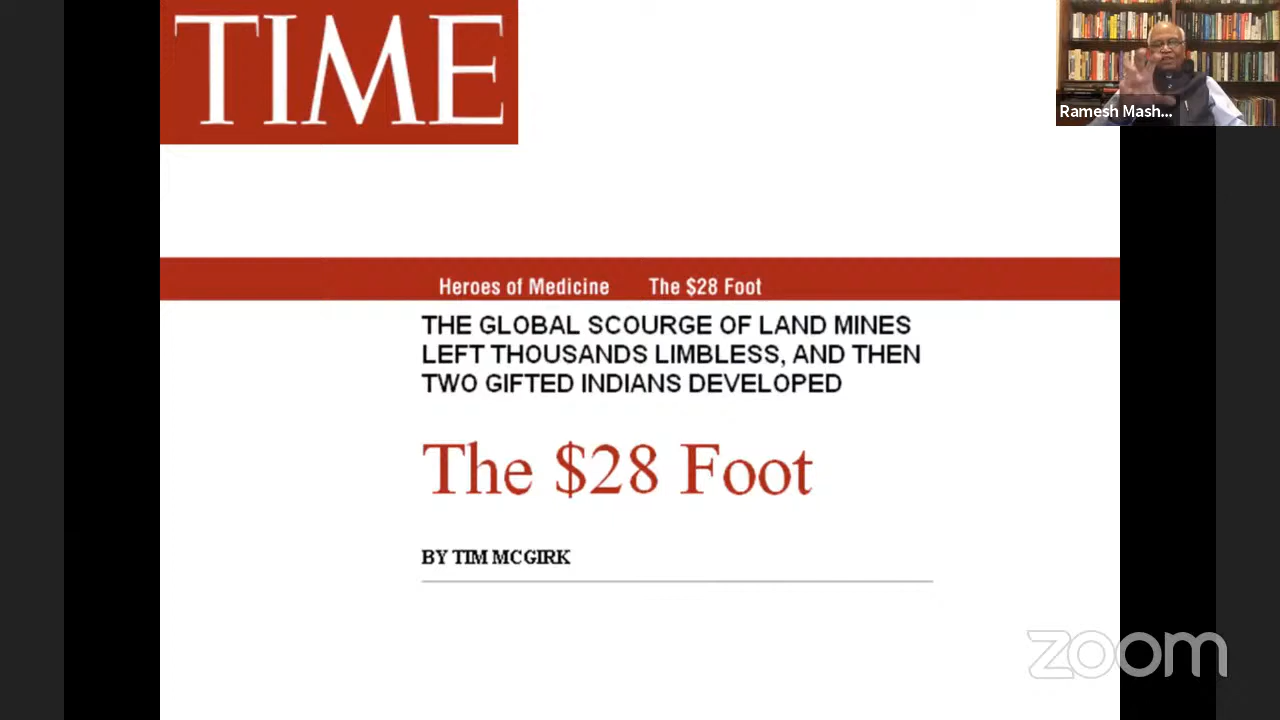 TIME
Ramesh Mash...
Heroes of Medicine The $28 Foot
THE GLOBAL SCOURGE OF LAND MINES
LEFT THOUSANDS LIMBLESS, AND THEN
TWO GIFTED INDIANS DEVELOPED
The $28 Foot
BY TIM MCGIRK
zoom